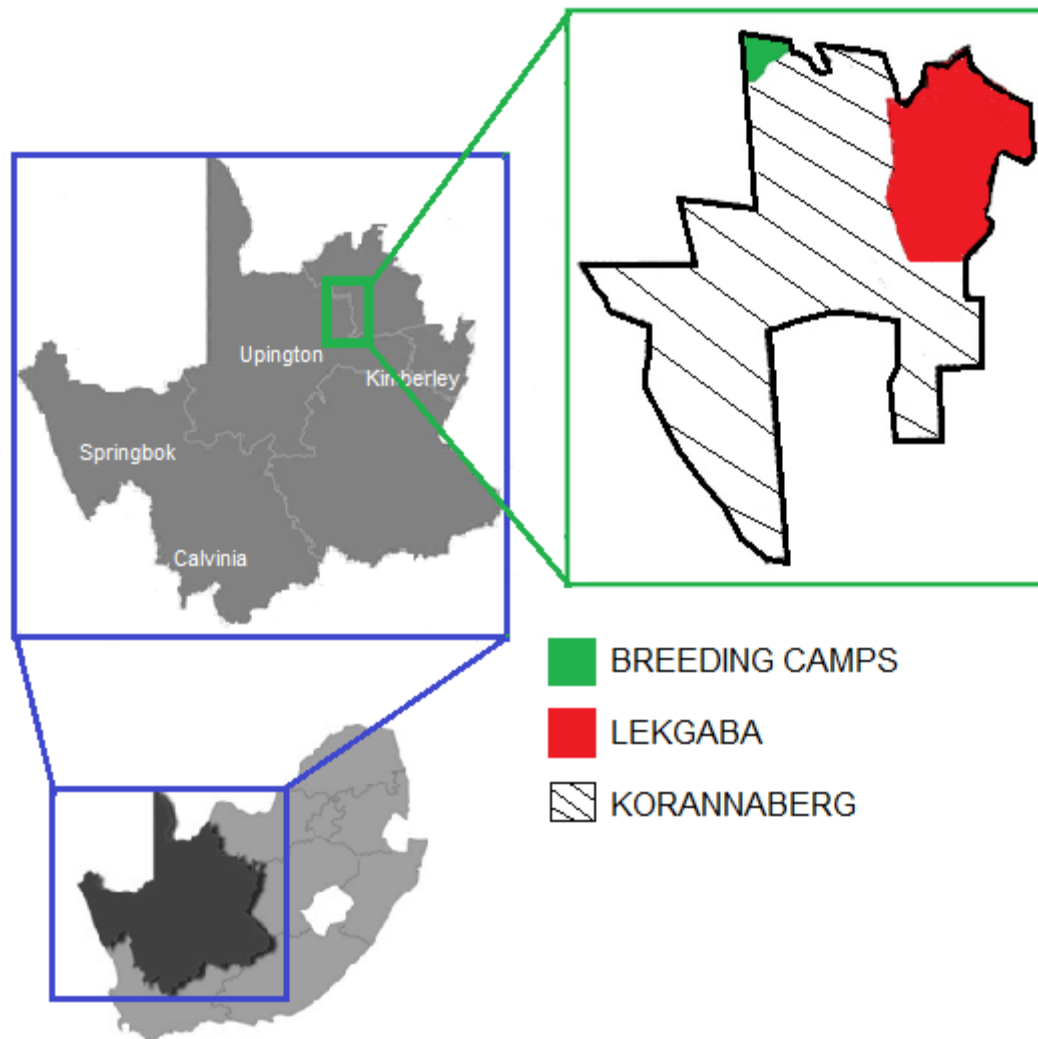 Upington
Kimberley
Springbok
Calvinia
BREEDING CAMPS
LEKGABA
KORANNABERG